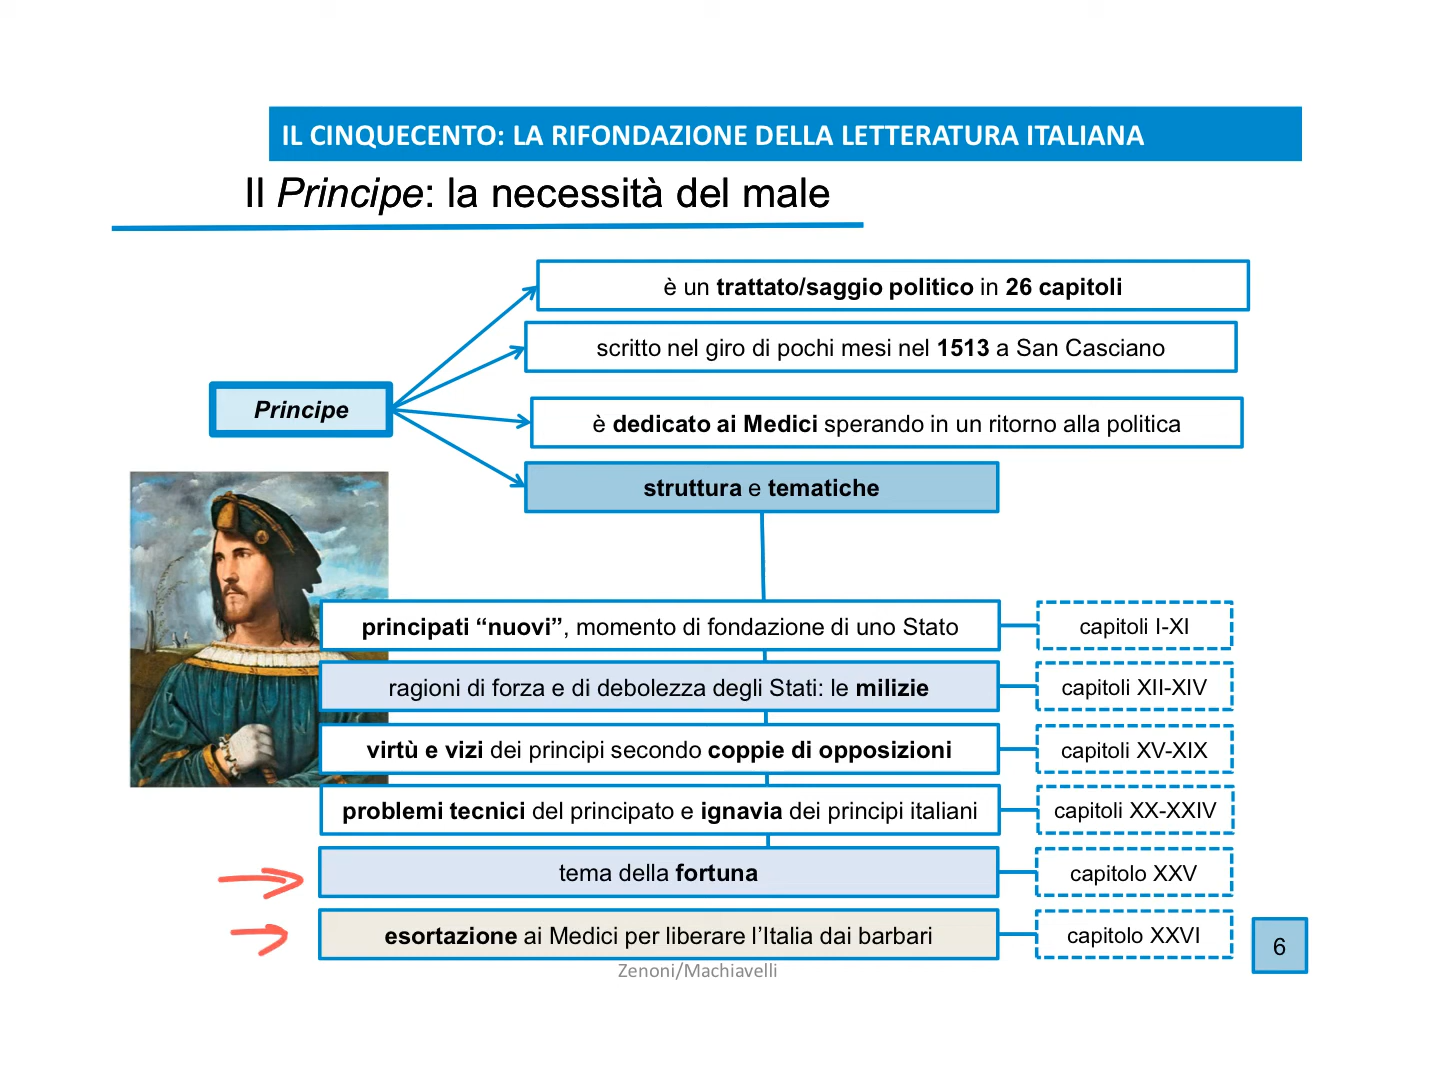 IL CINQUECENTO: LA RIFONDAZIONE DELLA LETTERATURA ITALIANA
Il Principe: la necessità del male
è un trattato/saggio politico in 26 capitoli
scritto nel giro di pochi mesi nel 1513 a San Casciano
Principe
è dedicato ai Medici sperando in un ritorno alla politica
struttura e tematiche
principati “nuovi”, momento di fondazione di uno Stato
capitoli I-XI
ragioni di forza e di debolezza degli Stati: le milizie
capitoli XII-XIV
virtù e vizi dei principi secondo coppie di opposizioni
capitoli XV-XIX
problemi tecnici del principato e ignavia dei principi italiani
capitoli XX-XXIV
tema della fortuna
capitolo XXV
esortazione ai Medici per liberare l’Italia dai barbari
capitolo XXVI
6
Zenoni/Machiavelli